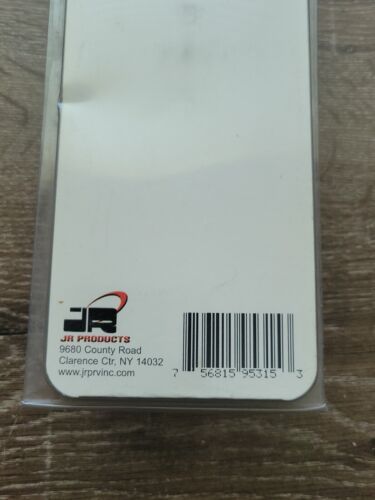 JR
JR PRODUCTS
9680 County Road
Clarence Ctr, NY 14032
www.jrprvinc.com
7 56815 95315 3